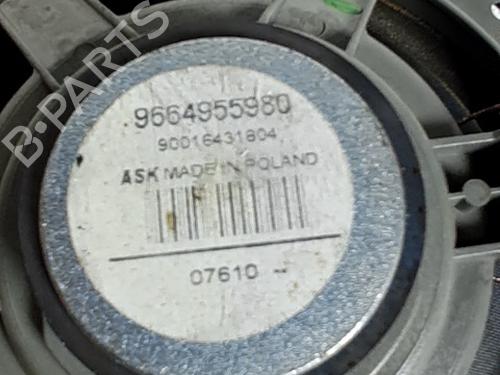 9664955980
90016431804
ASK MADE IN POLAND
07610 --
B-PARTS